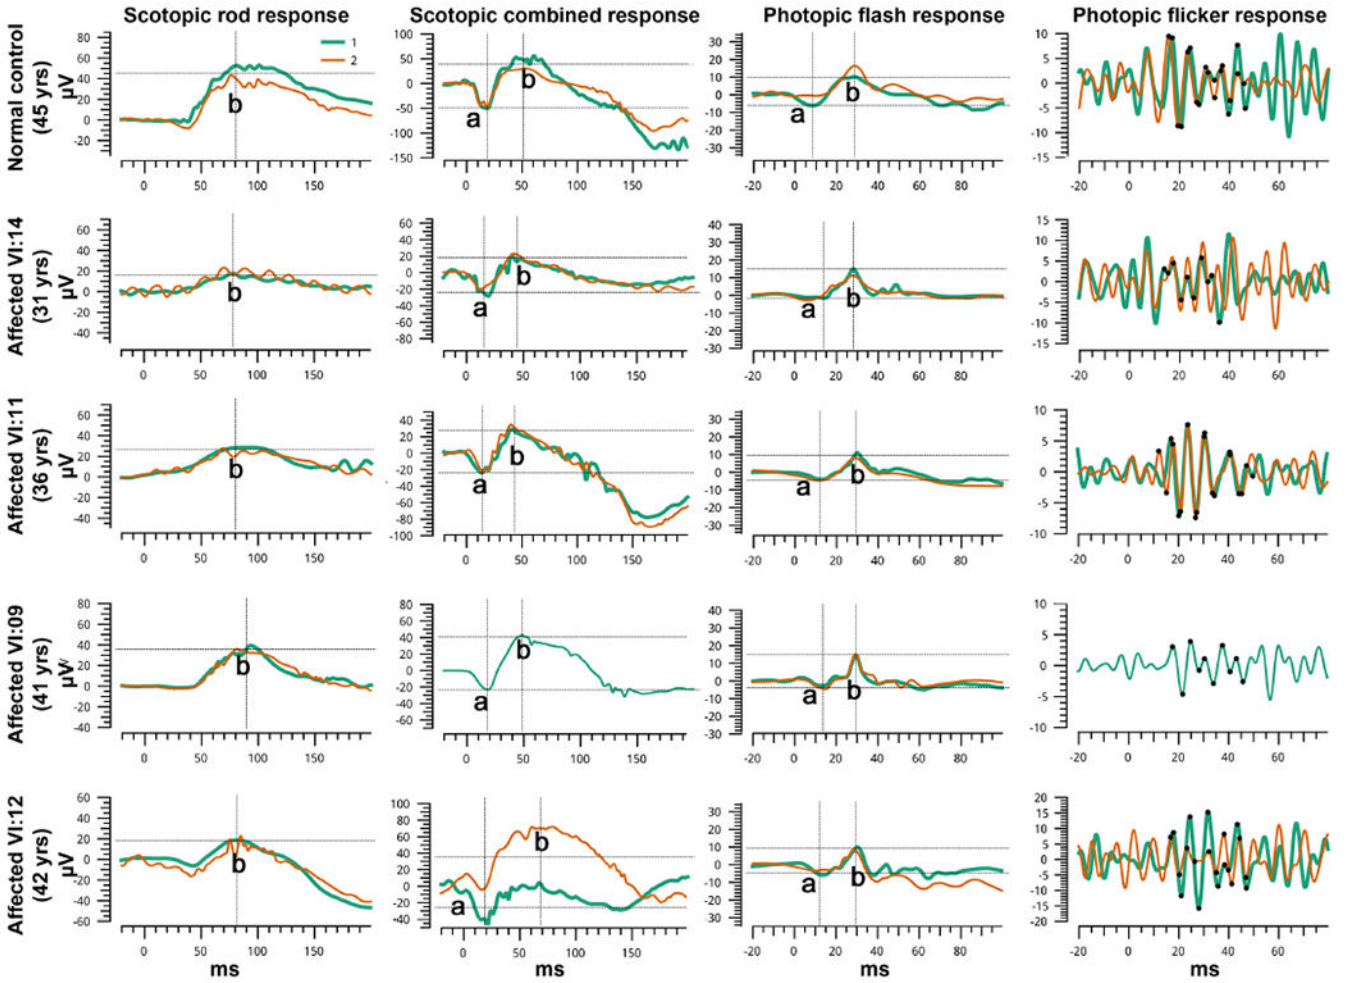 Scotopic rod response
Scotopic combined response
Photopic flash response
Photopic flicker response
Normal control
(45 yrs)
µV
80
60
40
20
0
-20
0 50 100 150
1
2
b
100
50
0
-50
-100
-150
0 50 100 150
a
b
30
20
10
0
-10
-20
-30
-20 0 20 40 60 80
a
b
10
5
0
-5
-10
-15
-20 0 20 40 60
Affected VI:14
(31 yrs)
µV
60
40
20
0
-20
-40
0 50 100 150
b
60
40
20
0
-20
-40
-60
-80
0 50 100 150
a
b
40
30
20
10
0
-10
-20
-30
-20 0 20 40 60 80
a
b
15
10
5
0
-5
-10
-15
-20 0 20 40 60
Affected VI:11
(36 yrs)
µV
60
40
20
0
-20
-40
0 50 100 150
b
40
20
0
-20
-40
-60
-80
-100
0 50 100 150
a
b
30
20
10
0
-10
-20
-30
-20 0 20 40 60 80
a
b
10
5
0
-5
-10
-20 0 20 40 60
Affected VI:09
(41 yrs)
µV
80
60
40
20
0
-20
-40
0 50 100 150
b
80
60
40
20
0
-20
-40
-60
0 50 100 150
a
b
40
30
20
10
0
-10
-20
-30
-20 0 20 40 60 80
a
b
10
5
0
-5
-10
-20 0 20 40 60
Affected VI:12
(42 yrs)
µV
60
40
20
0
-20
-40
-60
0 50 100 150
ms
b
100
80
60
40
20
0
-20
-40
0 50 100 150
ms
a
b
30
20
10
0
-10
-20
30
-20 0 20 40 60 80
ms
a
b
20
15
10
5
0
-5
-10
-15
-20
-20 0 20 40 60
ms